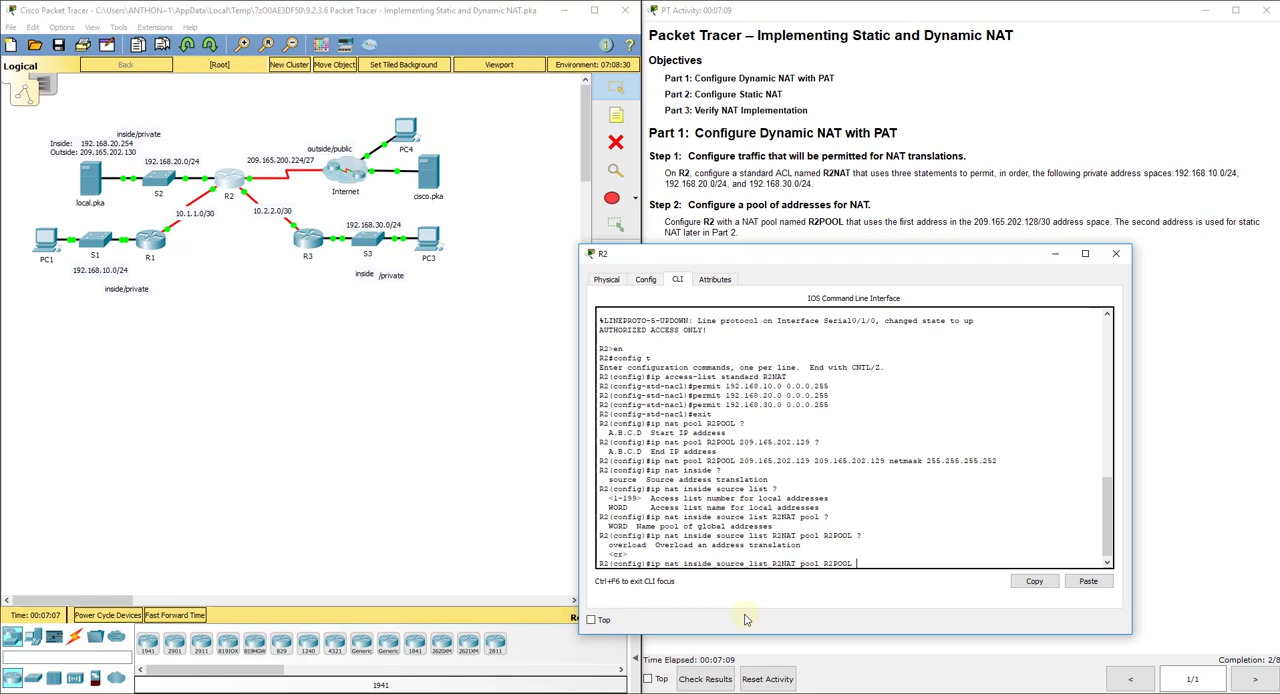 Cisco Packet Tracer - C:\Users\ANTHON~1\AppData\Local\Temp\7zO0AE3DF50\9.2.3.6 Packet Tracer - Implementing Static and Dynamic NAT.pka
File Edit Options View Tools Extensions Help
Logical Back [Root] New Cluster Move Object Set Tiled Background Viewport Environment: 07:08:30
inside/private
Inside: 192.168.20.254
Outside: 209.165.202.130
192.168.20.0/24
local.pka
S2
R2
209.165.200.224/27
outside/public
PC4
Internet
cisco.pka
10.1.1.0/30
10.2.2.0/30
192.168.30.0/24
PC1
S1
R1
R3
S3
PC3
192.168.10.0/24
inside/private
inside /private
Time: 00:07:07 Power Cycle Devices Fast Forward Time Re
1941 2901 2911 819IOX 819HGW 829 1240 4321 Generic Generic 1841 2620XM 2621XM 2811
1941
PT Activity: 00:07:09
Packet Tracer – Implementing Static and Dynamic NAT
Objectives
Part 1: Configure Dynamic NAT with PAT
Part 2: Configure Static NAT
Part 3: Verify NAT Implementation
Part 1: Configure Dynamic NAT with PAT
Step 1: Configure traffic that will be permitted for NAT translations.
On R2, configure a standard ACL named R2NAT that uses three statements to permit, in order, the following private address spaces:192.168.10.0/24,
192.168.20.0/24, and 192.168.30.0/24.
Step 2: Configure a pool of addresses for NAT.
Configure R2 with a NAT pool named R2POOL that uses the first address in the 209.165.202.128/30 address space. The second address is used for static
NAT later in Part 2.
R2
Physical Config CLI Attributes
IOS Command Line Interface
%LINEPROTO-5-UPDOWN: Line protocol on Interface Serial0/1/0, changed state to up
AUTHORIZED ACCESS ONLY!
R2>en
R2#config t
Enter configuration commands, one per line. End with CNTL/Z.
R2(config)#ip access-list standard R2NAT
R2(config-std-nacl)#permit 192.168.10.0 0.0.0.255
R2(config-std-nacl)#permit 192.168.20.0 0.0.0.255
R2(config-std-nacl)#permit 192.168.30.0 0.0.0.255
R2(config-std-nacl)#exit
R2(config)#ip nat pool R2POOL ?
A.B.C.D Start IP address
R2(config)#ip nat pool R2POOL 209.165.202.129 ?
A.B.C.D End IP address
R2(config)#ip nat pool R2POOL 209.165.202.129 209.165.202.129 netmask 255.255.255.252
R2(config)#ip nat inside ?
source Source address translation
R2(config)#ip nat inside source list ?
<1-199> Access list number for local addresses
WORD Access list name for local addresses
R2(config)#ip nat inside source list R2NAT pool ?
WORD Name pool of global addresses
R2(config)#ip nat inside source list R2NAT pool R2POOL ?
overload Overload an address translation
<cr>
R2(config)#ip nat inside source list R2NAT pool R2POOL
Ctrl+F6 to exit CLI focus
Copy Paste
Top
Time Elapsed: 00:07:09 Completion: 2/8
Top Check Results Reset Activity < 1/1 >